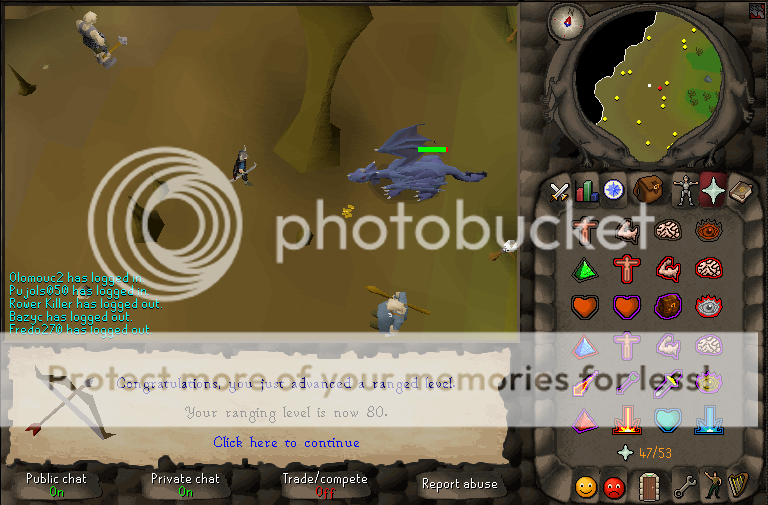 Olomouc2 has logged in.
Pujols050 has logged in.
Rower Killer has logged out.
Bazyc has logged out.
Fredo270 has logged out.
photobucket
Protect more of your memories for less!
Congratulations, you just advanced a ranged level.
Your ranging level is now 80.
Click here to continue
47/53
Public chat
On
Private chat
On
Trade/compete
Off
Report abuse